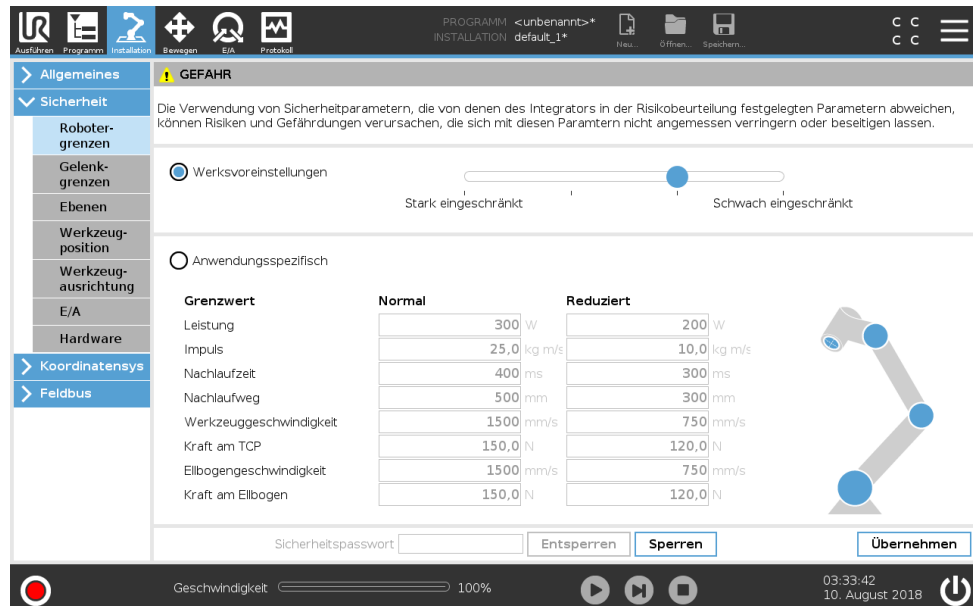 PROGRAMM <unbenannt>*
INSTALLATION default_1*
UR
Ausführen
Programm
Installation
Bewegen
E/A
Protokoll
Neu...
Öffnen...
Speichern...
C C
C C
Allgemeines
Sicherheit
Roboter-
grenzen
Gelenk-
grenzen
Ebenen
Werkzeug-
position
Werkzeug-
ausrichtung
E/A
Hardware
Koordinatensys
Feldbus
GEFAHR
Die Verwendung von Sicherheitparametern, die von denen des Integrators in der Risikobeurteilung festgelegten Parametern abweichen,
können Risiken und Gefährdungen verursachen, die sich mit diesen Paramtern nicht angemessen verringern oder beseitigen lassen.
Werksvoreinstellungen
Stark eingeschränkt Schwach eingeschränkt
Anwendungsspezifisch
Grenzwert Normal Reduziert
Leistung 300 W 200 W
Impuls 25,0 kg m/s 10,0 kg m/s
Nachlaufzeit 400 ms 300 ms
Nachlaufweg 500 mm 300 mm
Werkzeuggeschwindigkeit 1500 mm/s 750 mm/s
Kraft am TCP 150,0 N 120,0 N
Ellbogengeschwindigkeit 1500 mm/s 750 mm/s
Kraft am Ellbogen 150,0 N 120,0 N
Sicherheitspasswort Entsperren Sperren Übernehmen
Geschwindigkeit 100%
03:33:42
10. August 2018